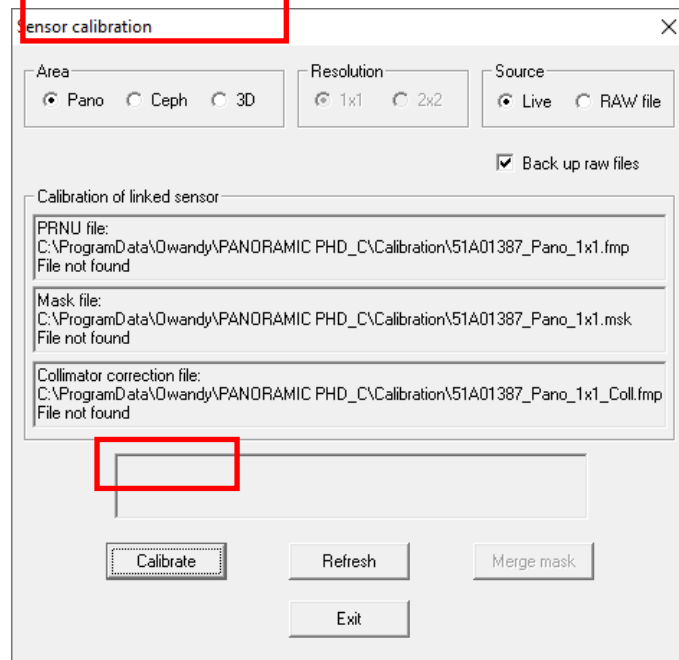 Sensor calibration
Area
Pano Ceph 3D
Resolution
1x1 2x2
Source
Live RAW file
Back up raw files
Calibration of linked sensor
PRNU file:
C:\ProgramData\Owandy\PANORAMIC PHD_C\Calibration\51A01387_Pano_1x1.fmp
File not found
Mask file:
C:\ProgramData\Owandy\PANORAMIC PHD_C\Calibration\51A01387_Pano_1x1.msk
File not found
Collimator correction file:
C:\ProgramData\Owandy\PANORAMIC PHD_C\Calibration\51A01387_Pano_1x1_Coll.fmp
File not found
Calibrate Refresh Merge mask
Exit